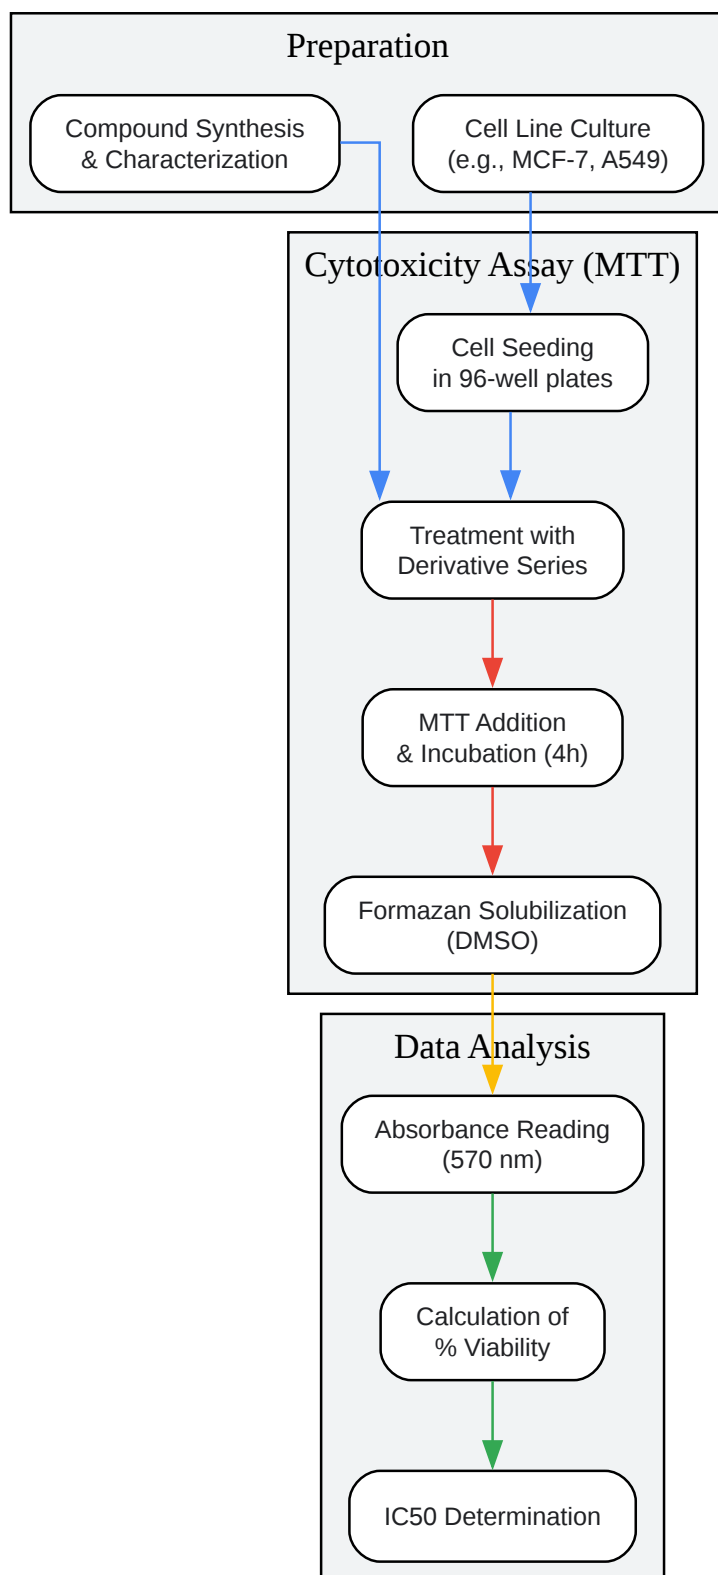 Preparation
Compound Synthesis
& Characterization
Cell Line Culture
(e.g., MCF-7, A549)
Cytotoxicity Assay (MTT)
Cell Seeding
in 96-well plates
Treatment with
Derivative Series
MTT Addition
& Incubation (4h)
Formazan Solubilization
(DMSO)
Data Analysis
Absorbance Reading
(570 nm)
Calculation of
% Viability
IC50 Determination